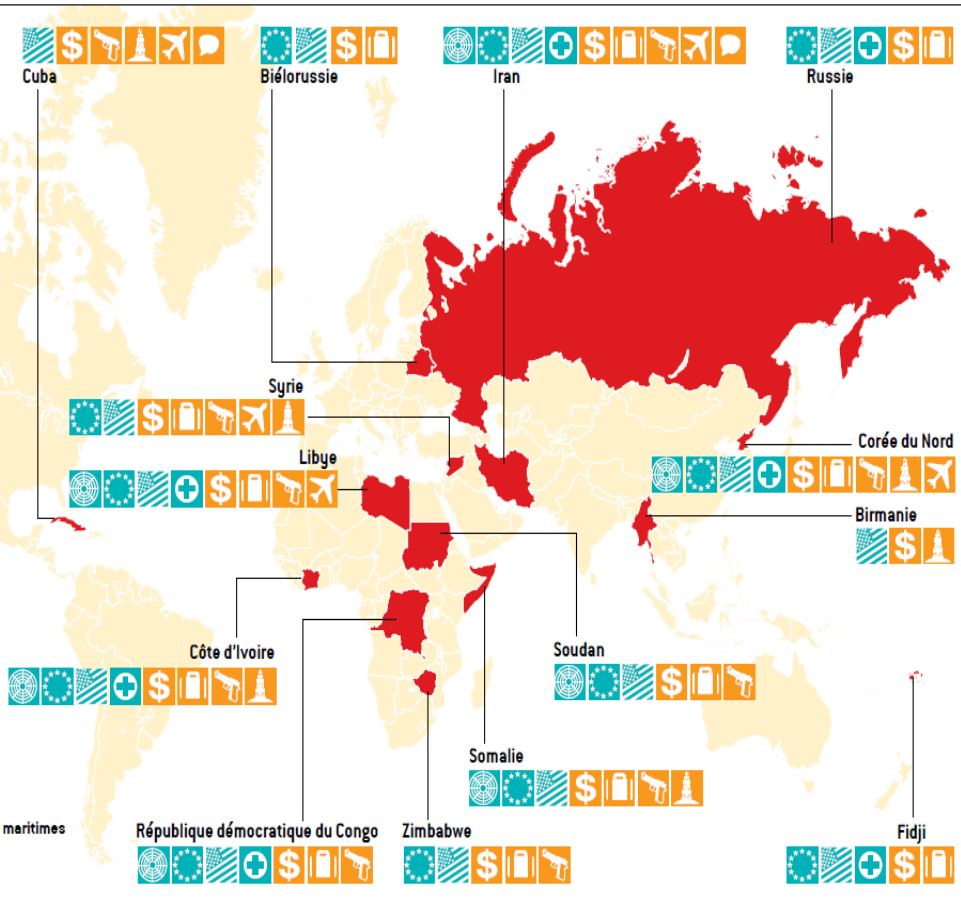 Cuba
Biélorussie
Iran
Russie
Syrie
Libye
Corée du Nord
Birmanie
Côte d'Ivoire
Soudan
Somalie
maritimes
République démocratique du Congo
Zimbabwe
Fidji